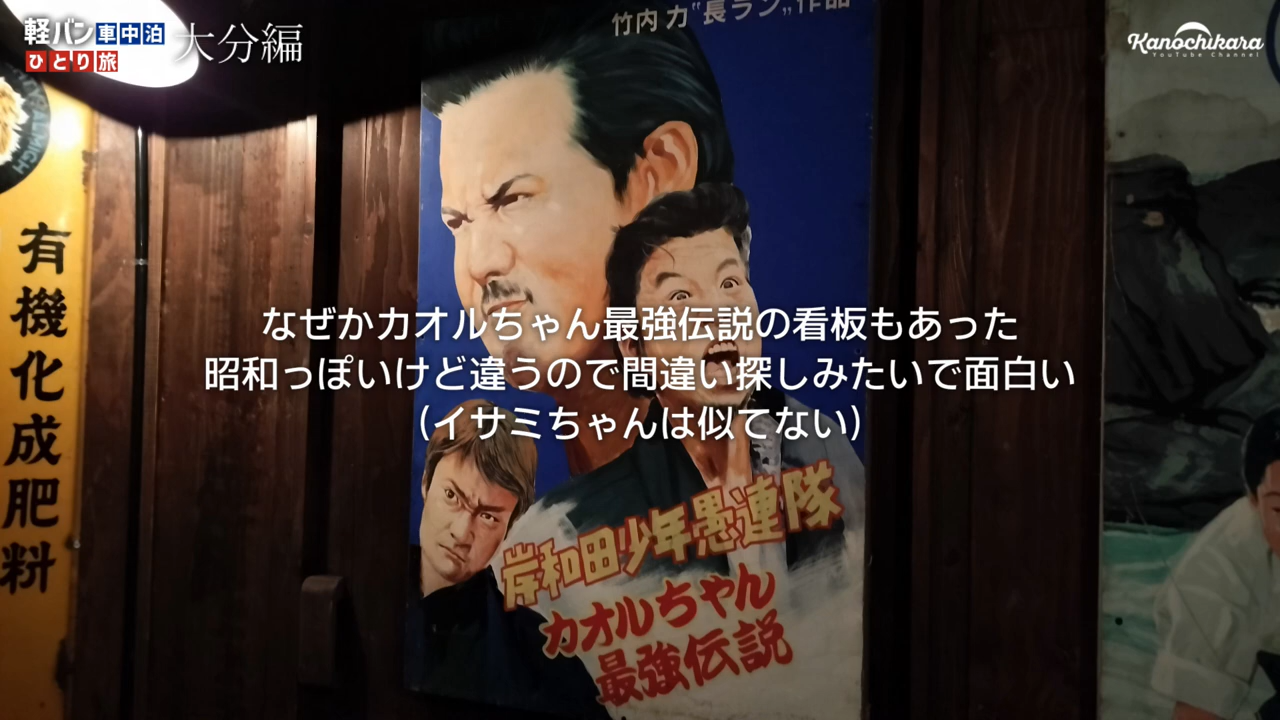 軽バン車中泊
ひとり旅
大分編
Kanochikara
YouTube Channel
竹内 力"長ラン"作品
有機化成肥料
なぜかカオルちゃん最強伝説の看板もあった
昭和っぽいけど違うので間違い探しみたいで面白い
（イサミちゃんは似てない）
岸和田少年愚連隊
カオルちゃん
最強伝説